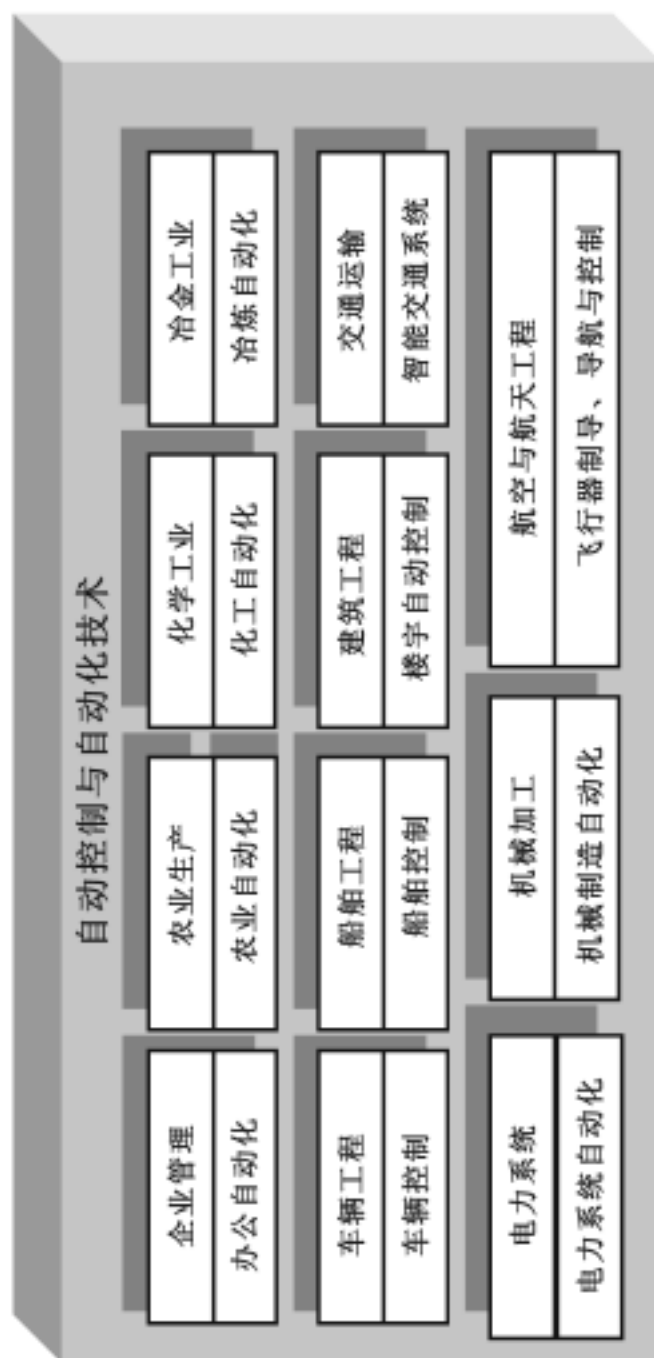 自动控制与自动化技术
企业管理
办公自动化
农业生产
农业自动化
化学工业
化工自动化
冶金工业
冶炼自动化
车辆工程
车辆控制
船舶工程
船舶控制
建筑工程
楼宇自动控制
交通运输
智能交通系统
电力系统
电力系统自动化
机械加工
机械制造自动化
航空与航天工程
飞行器制导、导航与控制